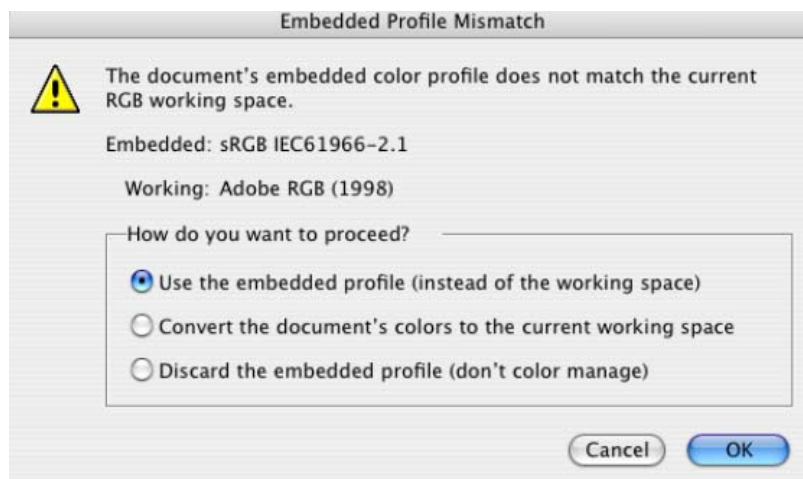 Embedded Profile Mismatch
The document's embedded color profile does not match the current
RGB working space.
Embedded: sRGB IEC61966-2.1
Working: Adobe RGB (1998)
How do you want to proceed?
Use the embedded profile (instead of the working space)
Convert the document's colors to the current working space
Discard the embedded profile (don't color manage)
Cancel
OK